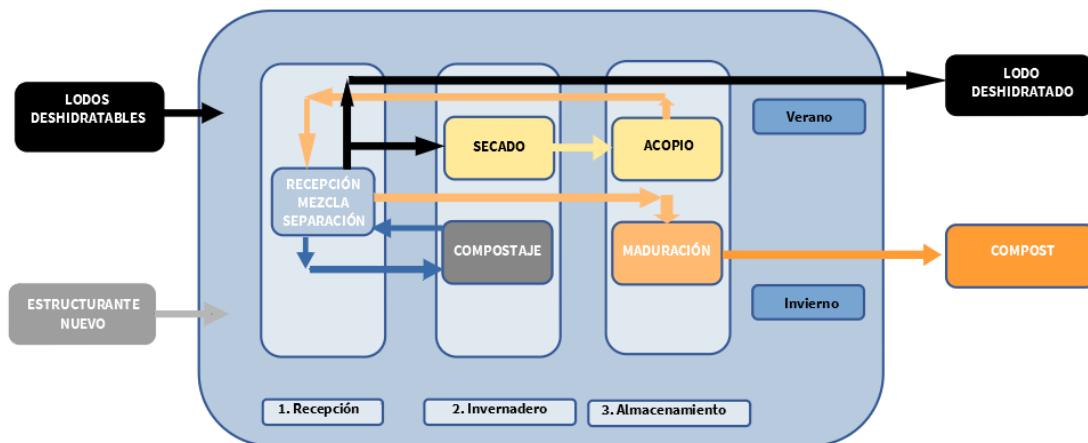 LODOS
DESHIDRATABLES
LODO
DESHIDRATADO
Verano
SECADO
ACOPIO
RECEPCIÓN
MEZCLA
SEPARACIÓN
COMPOSTAJE
MADURACIÓN
COMPOST
ESTRUCTURANTE
NUEVO
Invierno
1. Recepción
2. Invernadero
3. Almacenamiento